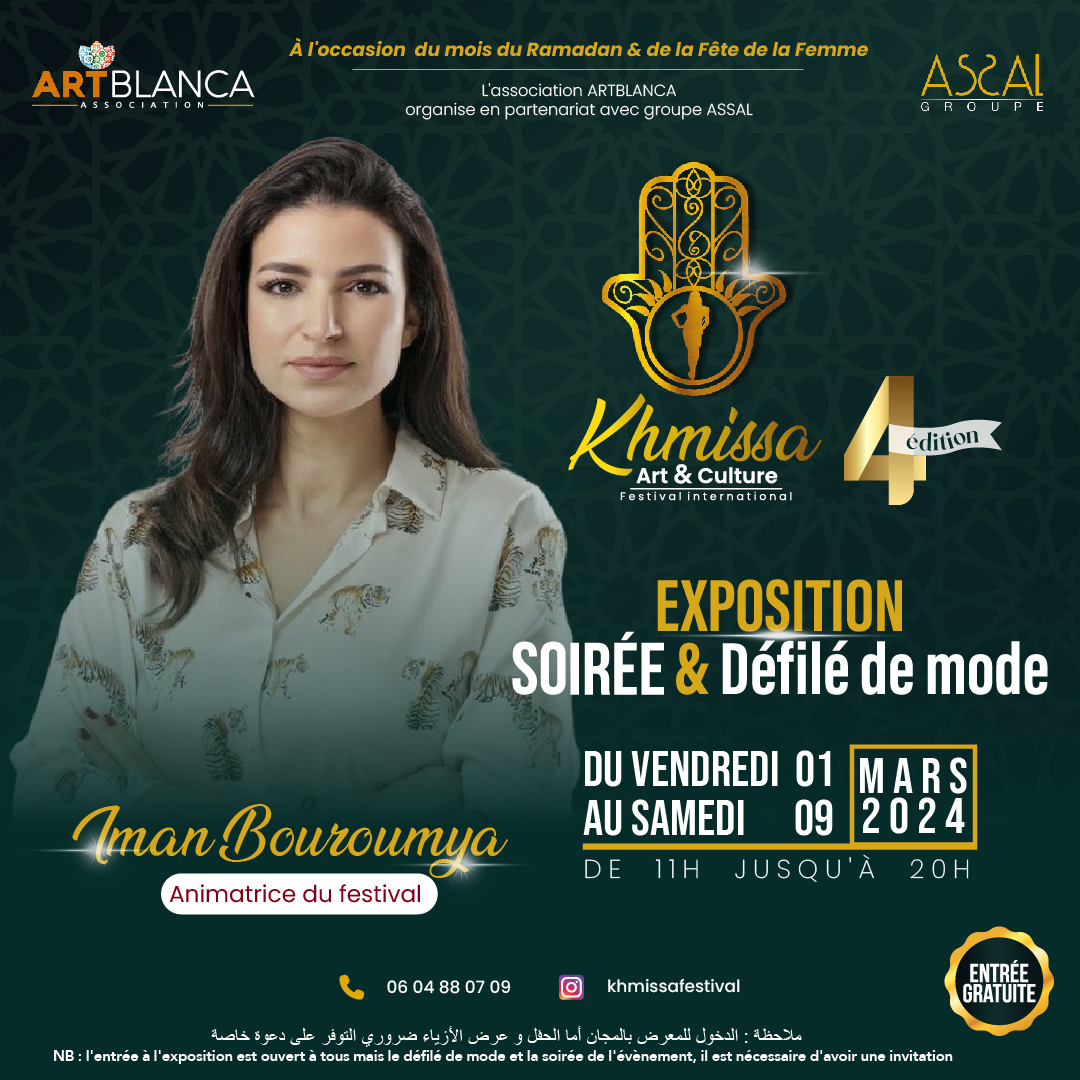 ARTBLANCA
ASSOCIATION
À l'occasion du mois du Ramadan & de la Fête de la Femme
L'association ARTBLANCA
organise en partenariat avec groupe ASSAL
ASSAL
GROUPE
Khmissa
Art & Culture
Festival international
4 édition
EXPOSITION
SOIRÉE & Défilé de mode
DU VENDREDI 01
AU SAMEDI 09
MARS
2024
DE 11H JUSQU'À 20H
Iman Bouroumya
Animatrice du festival
ENTRÉE
GRATUITE
06 04 88 07 09
khmissafestival
ملاحظة : الدخول للمعرض بالمجان أما الحفل و عرض الأزياء ضروري التوفر على دعوة خاصة
NB : l'entrée à l'exposition est ouvert à tous mais le défilé de mode et la soirée de l'évènement, il est nécessaire d'avoir une invitation